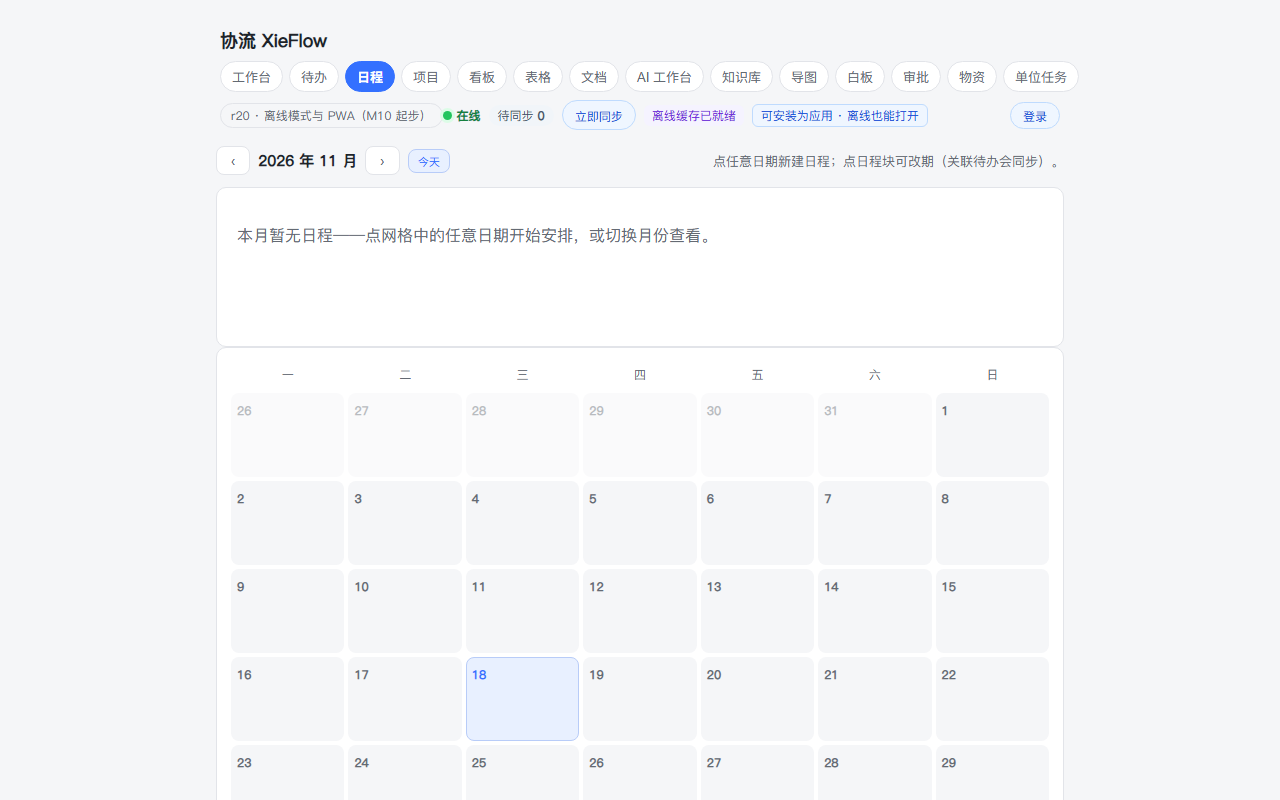 协流 XieFlow
工作台 待办 日程 项目 看板 表格 文档 AI 工作台 知识库 导图 白板 审批 物资 单位任务
r20 · 离线模式与 PWA（M10 起步） 在线 待同步 0 立即同步 离线缓存已就绪 可安装为应用 · 离线也能打开 登录
‹ 2026 年 11 月 › 今天 点任意日期新建日程；点日程块可改期（关联待办会同步）。
本月暂无日程——点网格中的任意日期开始安排，或切换月份查看。
一 二 三 四 五 六 日
26 27 28 29 30 31 1
2 3 4 5 6 7 8
9 10 11 12 13 14 15
16 17 18 19 20 21 22
23 24 25 26 27 28 29